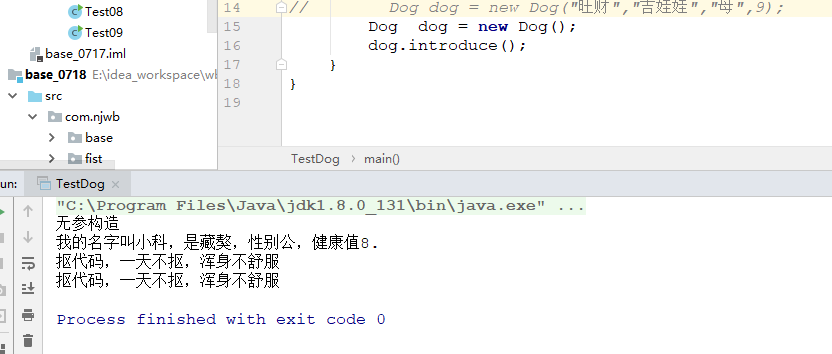 Test08
Test09
base_0717.iml
base_0718 E:\idea_workspace\wl
src
com.njwb
base
fist
14 // Dog dog = new Dog("旺财","吉娃娃","母",9);
15 Dog dog = new Dog();
16 dog.introduce();
17 }
18 }
19
TestDog › main()
un: TestDog ×
"C:\Program Files\Java\jdk1.8.0_131\bin\java.exe" ...
无参构造
我的名字叫小科，是藏獒，性别公，健康值8.
抠代码，一天不抠，浑身不舒服
抠代码，一天不抠，浑身不舒服
Process finished with exit code 0